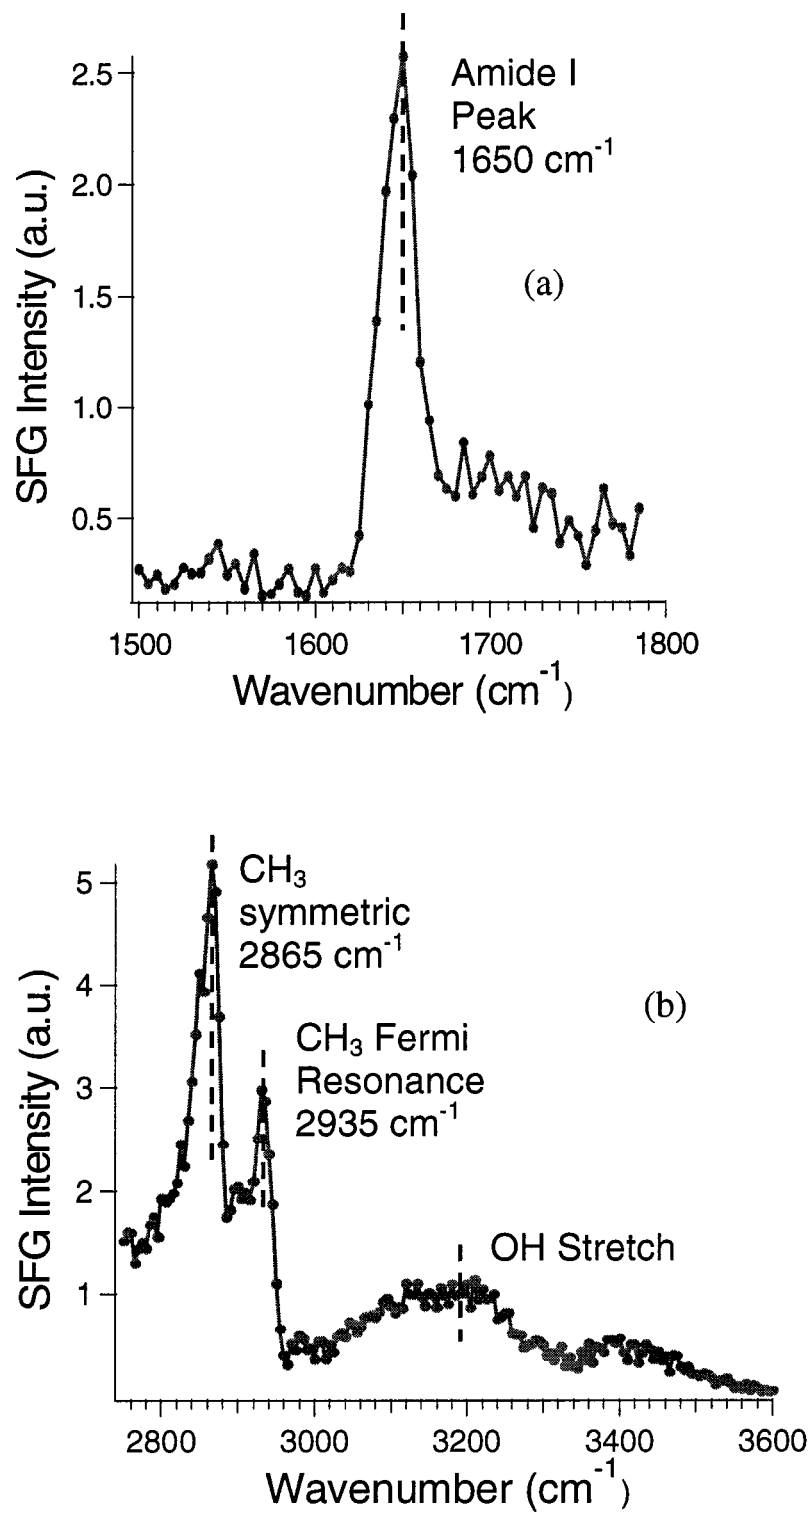 Amide I
Peak
1650 cm-1
(a)
2.5
2.0
1.5
1.0
0.5
SFG Intensity (a.u.)
1500 1600 1700 1800
Wavenumber (cm-1)
CH3
symmetric
2865 cm-1
(b)
CH3 Fermi
Resonance
2935 cm-1
OH Stretch
5
4
3
2
1
SFG Intensity (a.u.)
2800 3000 3200 3400 3600
Wavenumber (cm-1)